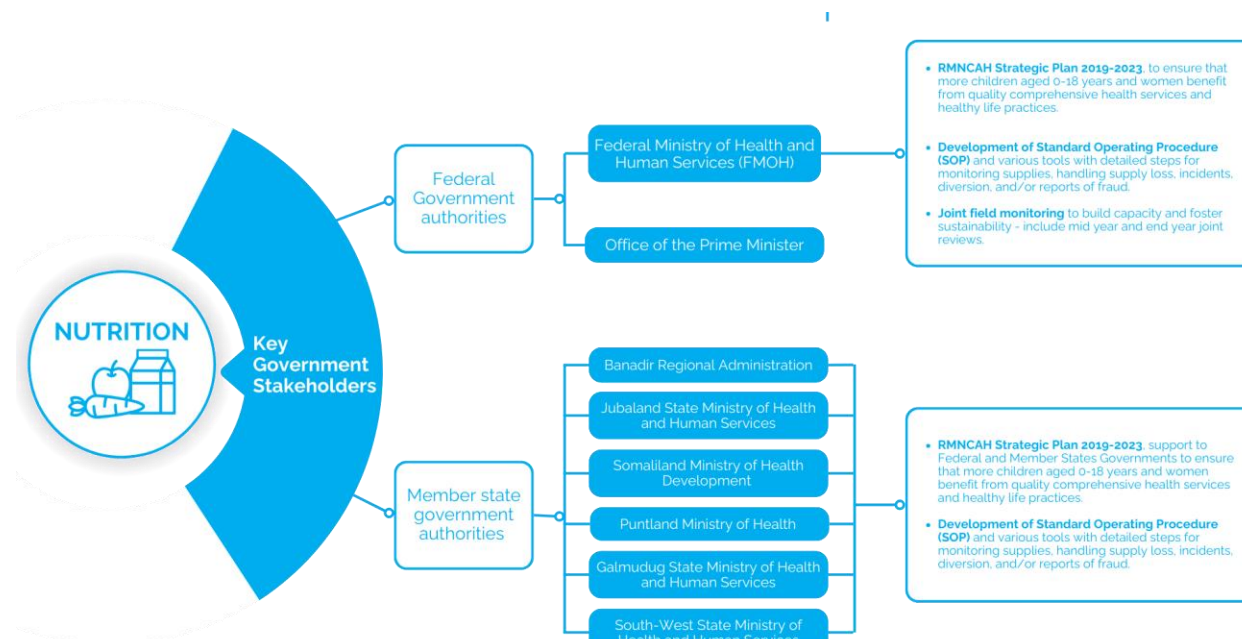 NUTRITION
Key
Government
Stakeholders
Federal
Government
authorities
Federal Ministry of Health and
Human Services (FMOH)
Office of the Prime Minister
• RMNCAH Strategic Plan 2019-2023, to ensure that
more children aged 0-18 years and women benefit
from quality comprehensive health services and
healthy life practices.
• Development of Standard Operating Procedure
(SOP) and various tools with detailed steps for
monitoring supplies, handling supply loss, incidents,
diversion, and/or reports of fraud.
• Joint field monitoring to build capacity and foster
sustainability - include mid year and end year joint
reviews.
Member state
government
authorities
Banadir Regional Administration
Jubaland State Ministry of Health
and Human Services
Somaliland Ministry of Health
Development
Puntland Ministry of Health
Galmudug State Ministry of Health
and Human Services
South-West State Ministry of
Health and Human Services
• RMNCAH Strategic Plan 2019-2023, support to
Federal and Member States Governments to ensure
that more children aged 0-18 years and women
benefit from quality comprehensive health services
and healthy life practices.
• Development of Standard Operating Procedure
(SOP) and various tools with detailed steps for
monitoring supplies, handling supply loss, incidents,
diversion, and/or reports of fraud.